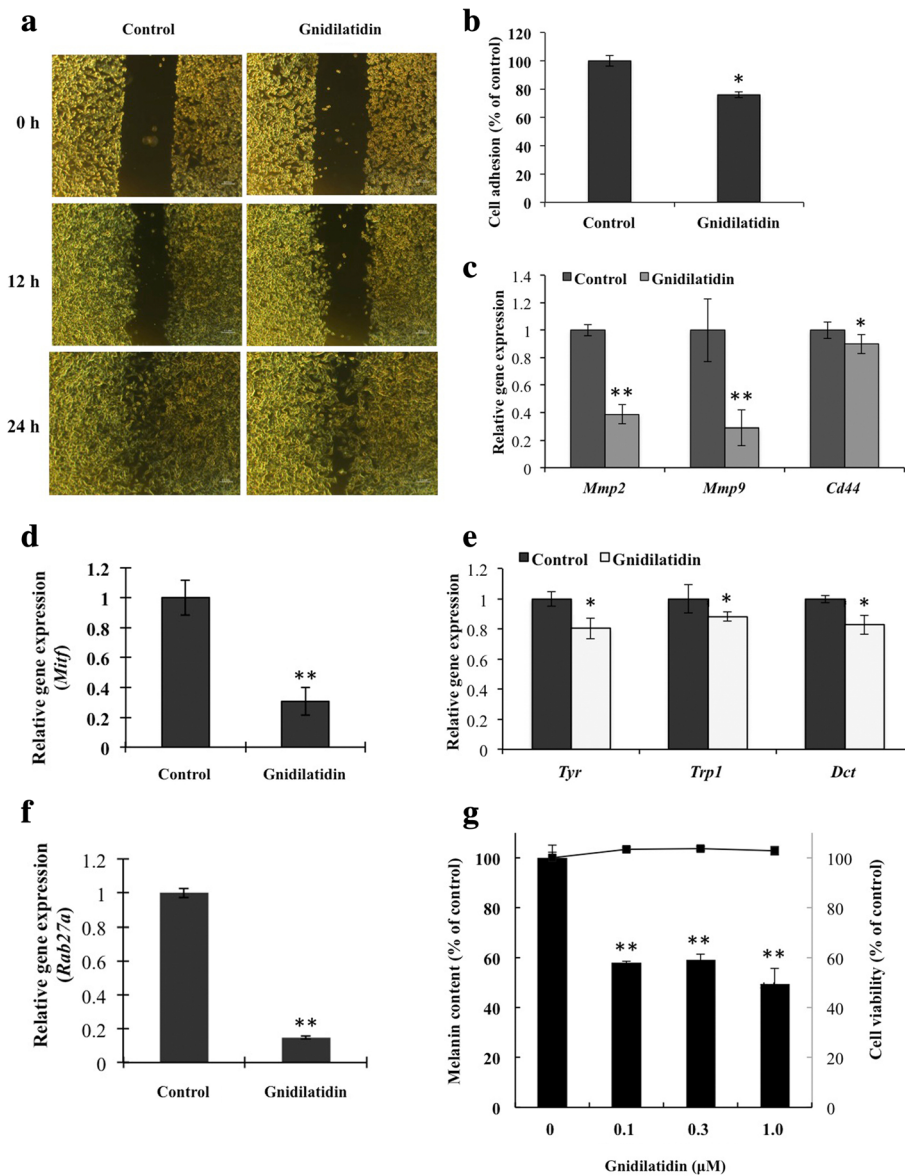 a
Control
Gnidilatidin
0 h
12 h
24 h
b
Cell adhesion (% of control)
120
100
80
60
40
20
0
*
Control
Gnidilatidin
c
Relative gene expression
1.4
1.2
1
0.8
0.6
0.4
0.2
0
Control
Gnidilatidin
**
**
*
Mmp2
Mmp9
Cd44
d
Relative gene expression
(Mitf)
1.2
1
0.8
0.6
0.4
0.2
0
**
Control
Gnidilatidin
e
Relative gene expression
1.2
1
0.8
0.6
0.4
0.2
0
Control
Gnidilatidin
*
*
*
Tyr
Trp1
Dct
f
Relative gene expression
(Rab27a)
1.2
1
0.8
0.6
0.4
0.2
0
**
Control
Gnidilatidin
g
Melanin content (% of control)
100
80
60
40
20
0
**
**
**
100
80
60
40
20
0
Cell viability (% of control)
0
0.1
0.3
1.0
Gnidilatidin (µM)